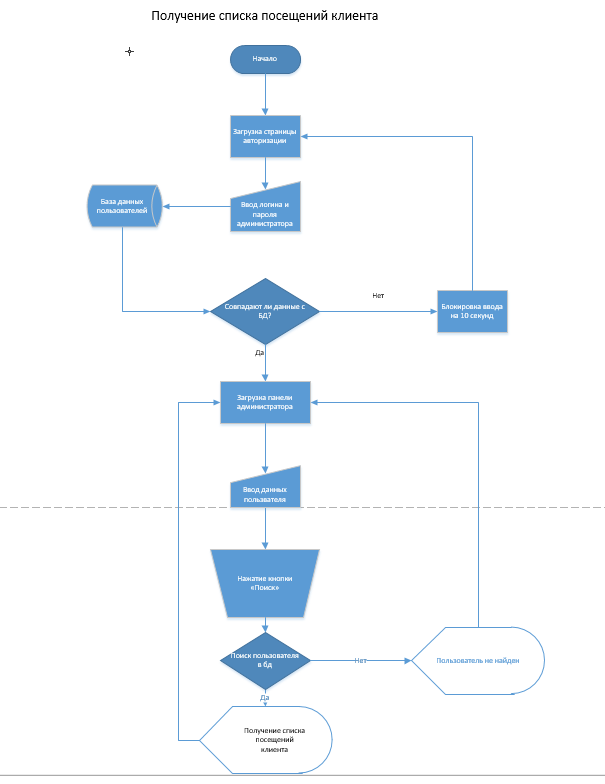 Получение списка посещений клиента
Начало
Загрузка страницы
авторизации
База данных
пользователей
Ввод логина и
пароля
администратора
Совпадают ли данные с
БД?
Нет
Блокировка ввода
на 10 секунд
Да
Загрузка панели
администратора
Ввод данных
пользвателя
Нажатие кнопки
«Поиск»
Поиск пользователя
в бд
Нет
Пользователь не найден
Да
Получение списка
посещений
клиента